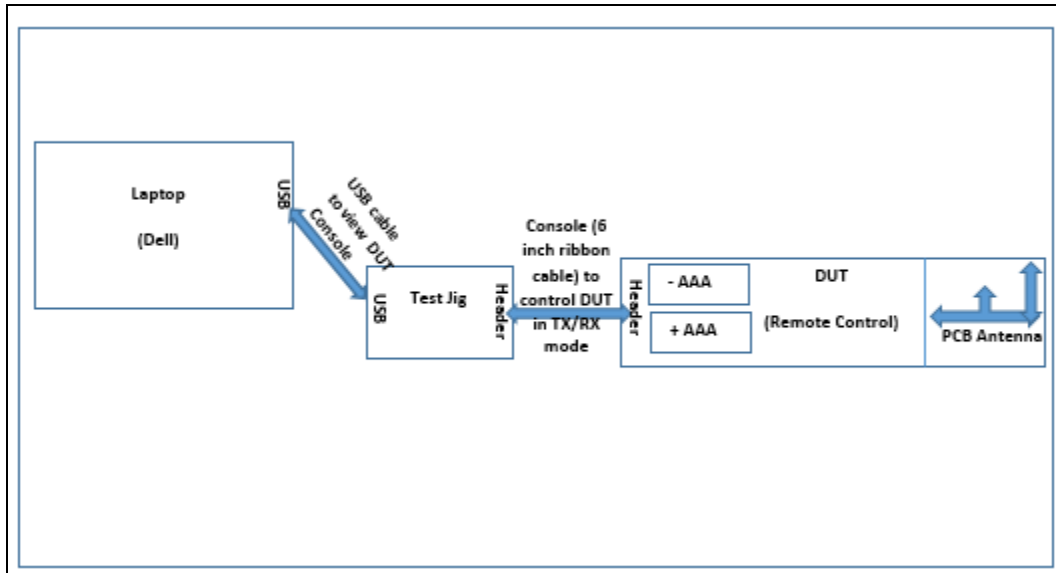 Laptop
(Dell)
USB
USB cable
to view DUT
Console
USB
Test Jig
Header
Console (6
inch ribbon
cable) to
control DUT
in TX/RX
mode
Header
- AAA
+ AAA
DUT
(Remote Control)
PCB Antenna